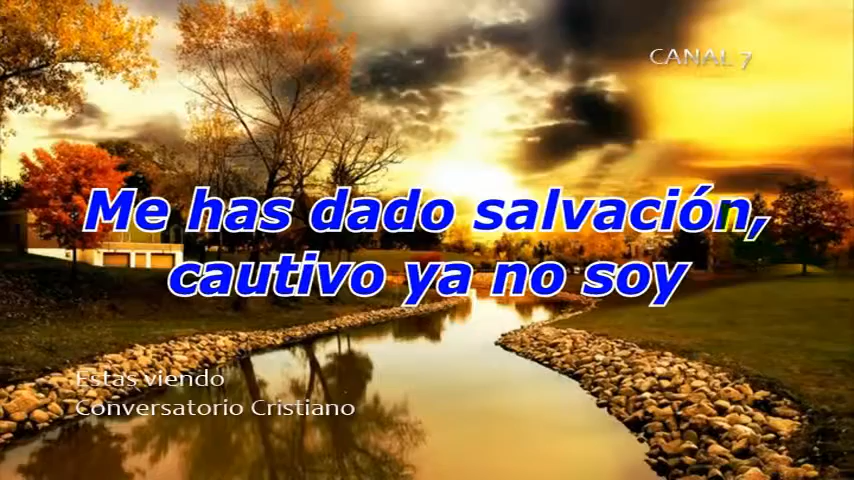 CANAL 7
Me has dado salvación,
cautivo ya no soy
Estas viendo
Conversatorio Cristiano